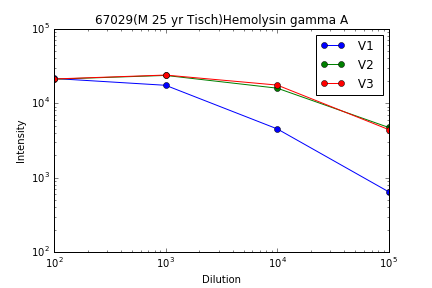 67029(M 25 yr Tisch)Hemolysin gamma A
10^5
10^4
10^3
10^2
Intensity
V1
V2
V3
10^2 10^3 10^4 10^5
Dilution